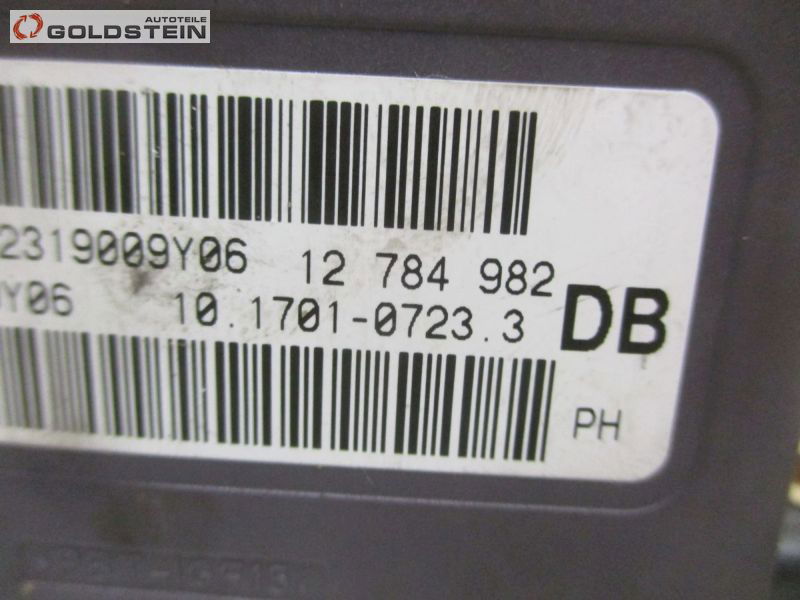 AUTOTEILE
GOLDSTEIN
2319009Y06 12 784 982
Y06 10.1701-0723.3 DB
PH